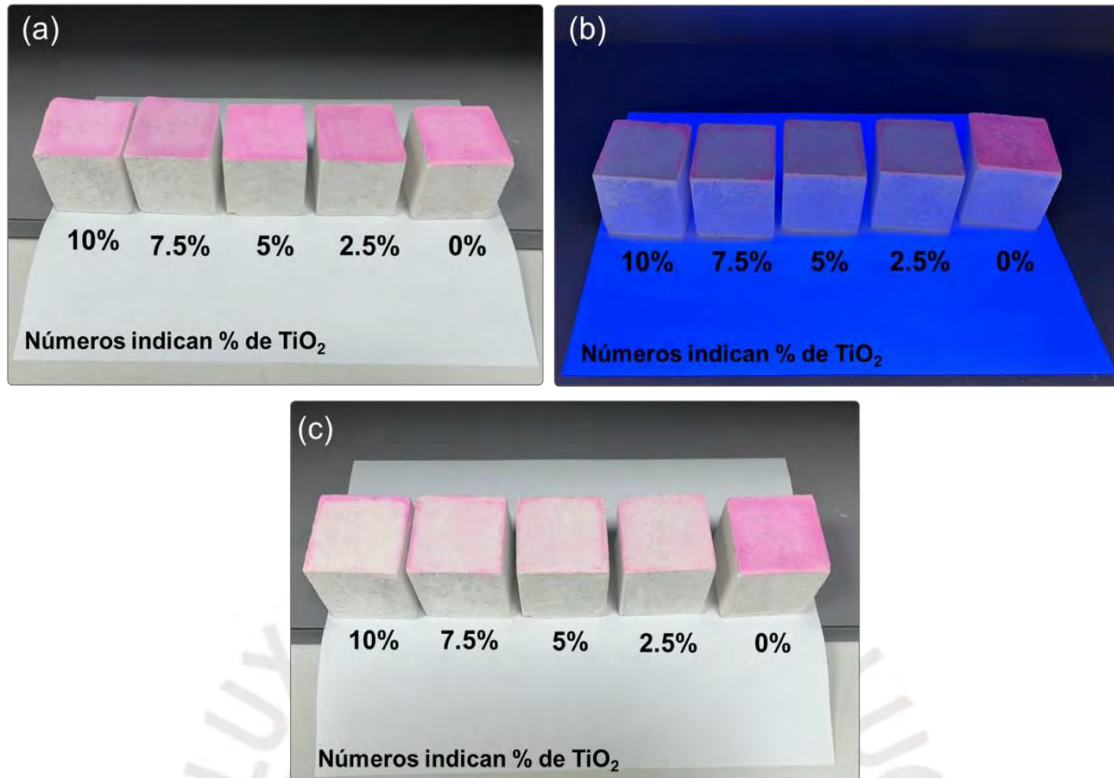 (a)
10% 7.5% 5% 2.5% 0%
Números indican % de TiO₂
(b)
10% 7.5% 5% 2.5% 0%
Números indican % de TiO₂
(c)
10% 7.5% 5% 2.5% 0%
Números indican % de TiO₂
LUX